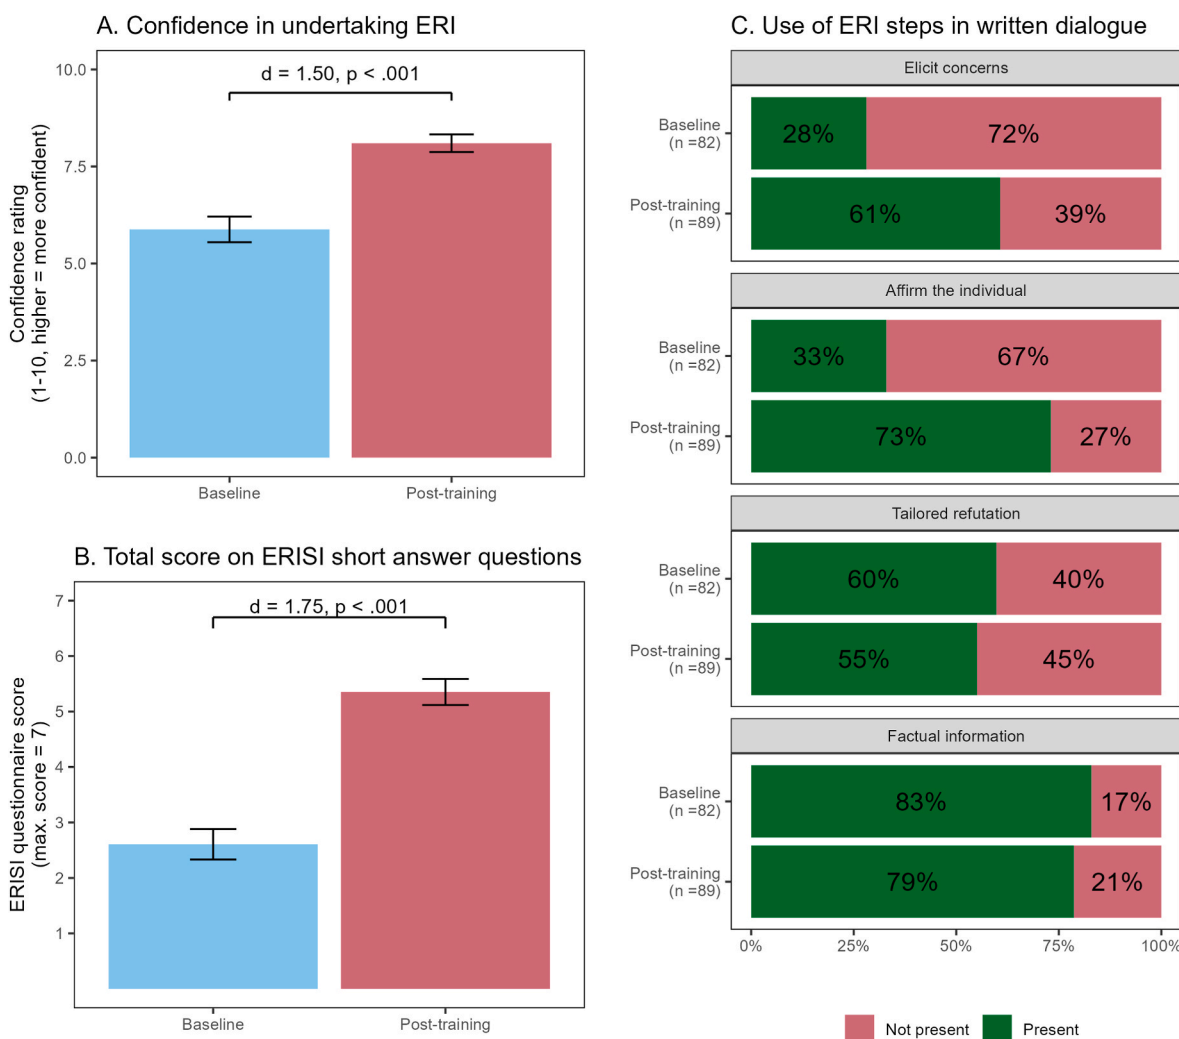 A. Confidence in undertaking ERI
Confidence rating
(1-10, higher = more confident)
10.0
7.5
5.0
2.5
0.0
d = 1.50, p < .001
Baseline
Post-training
B. Total score on ERISI short answer questions
ERISI questionnaire score
(max. score = 7)
7
6
5
4
3
2
1
d = 1.75, p < .001
Baseline
Post-training
C. Use of ERI steps in written dialogue
Elicit concerns
Baseline
(n =82)
28%
72%
Post-training
(n =89)
61%
39%
Affirm the individual
Baseline
(n =82)
33%
67%
Post-training
(n =89)
73%
27%
Tailored refutation
Baseline
(n =82)
60%
40%
Post-training
(n =89)
55%
45%
Factual information
Baseline
(n =82)
83%
17%
Post-training
(n =89)
79%
21%
0%
25%
50%
75%
100%
Not present
Present